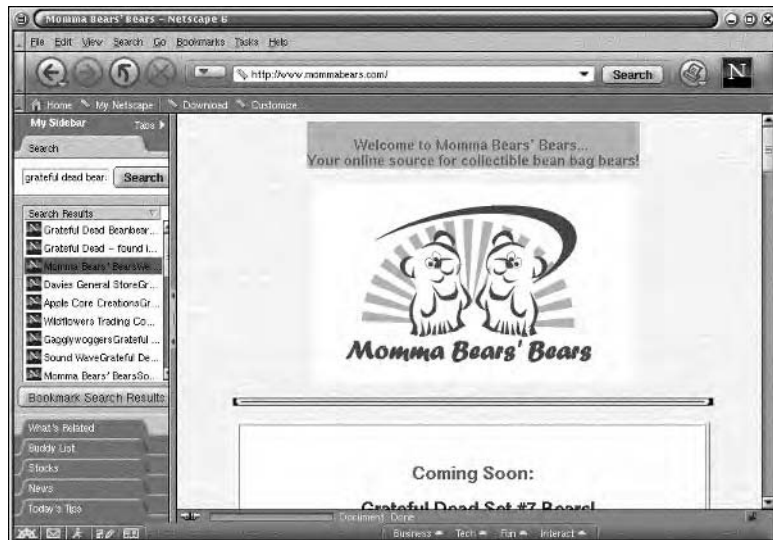 Momma Bears' Bears - Netscape 6
File Edit View Search Go Bookmarks Tasks Help
http://www.mommabears.com/
Search
N
Home My Netscape Download Customize
My Sidebar Tabs
Search
grateful dead bear:
Search
Search Results
Grateful Dead Beanbear...
Grateful Dead – found i...
Momma Bears' BearsWe...
Davies General StoreGr...
Apple Core CreationsGr...
Wildflowers Trading Co...
GagglywoggersGrateful ...
Sound WaveGrateful De...
Momma Bears' BearsSo...
Bookmark Search Results
What's Related
Buddy List
Stocks
News
Today's Tips
Welcome to Momma Bears' Bears...
Your online source for collectible bean bag bears!
Momma Bears' Bears
Coming Soon:
Grateful Dead Set #7 Bears!
Document: Done
Business Tech Fun Interact